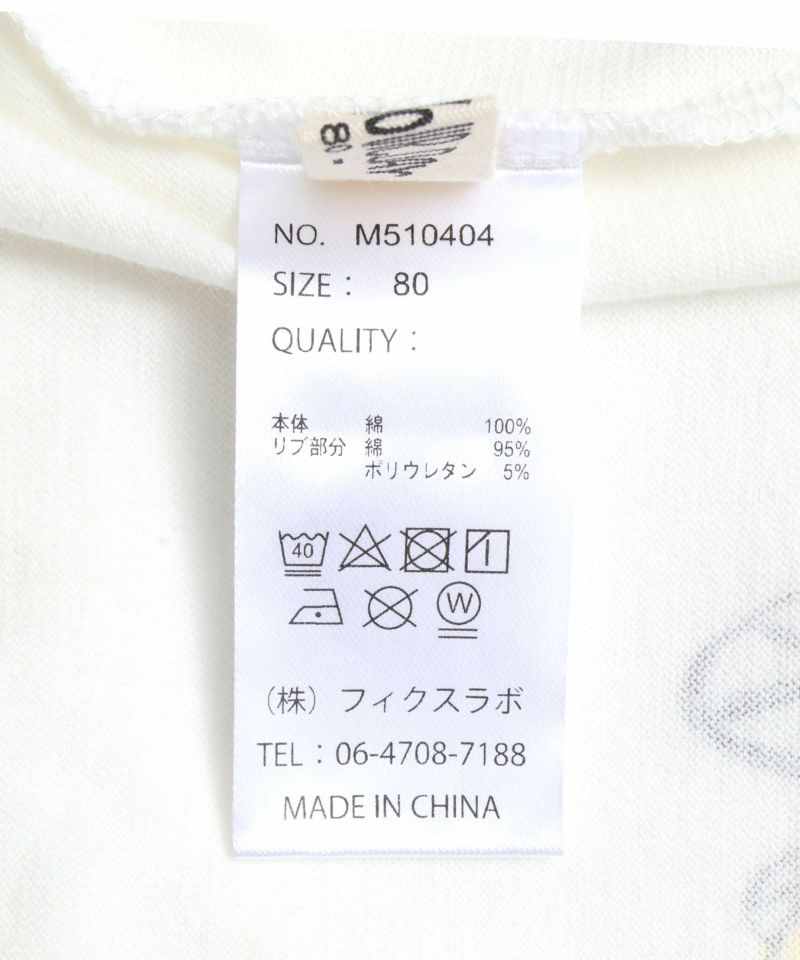 NO. M510404
SIZE : 80
QUALITY :
本体 綿 100%
リブ部分 綿 95%
ポリウレタン 5%
40
W
(株) フィクスラボ
TEL : 06-4708-7188
MADE IN CHINA